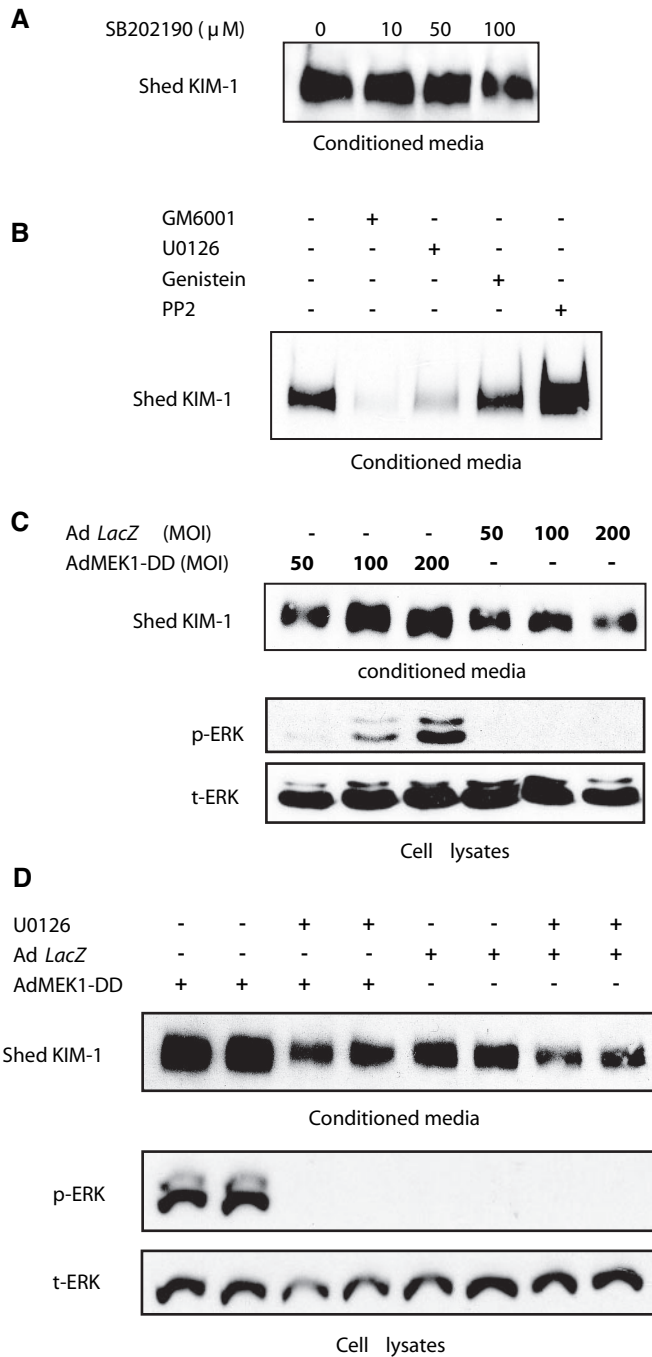 A
SB202190 (µM) 0 10 50 100
Shed KIM-1
Conditioned media
B
GM6001 - + - - -
U0126 - - + - -
Genistein - - - + -
PP2 - - - - +
Shed KIM-1
Conditioned media
C
Ad LacZ (MOI) - - - 50 100 200
AdMEK1-DD (MOI) 50 100 200 - - -
Shed KIM-1
conditioned media
p-ERK
t-ERK
Cell lysates
D
U0126 - - + + - - + +
Ad LacZ - - - - + + + +
AdMEK1-DD + + + + - - - -
Shed KIM-1
Conditioned media
p-ERK
t-ERK
Cell lysates